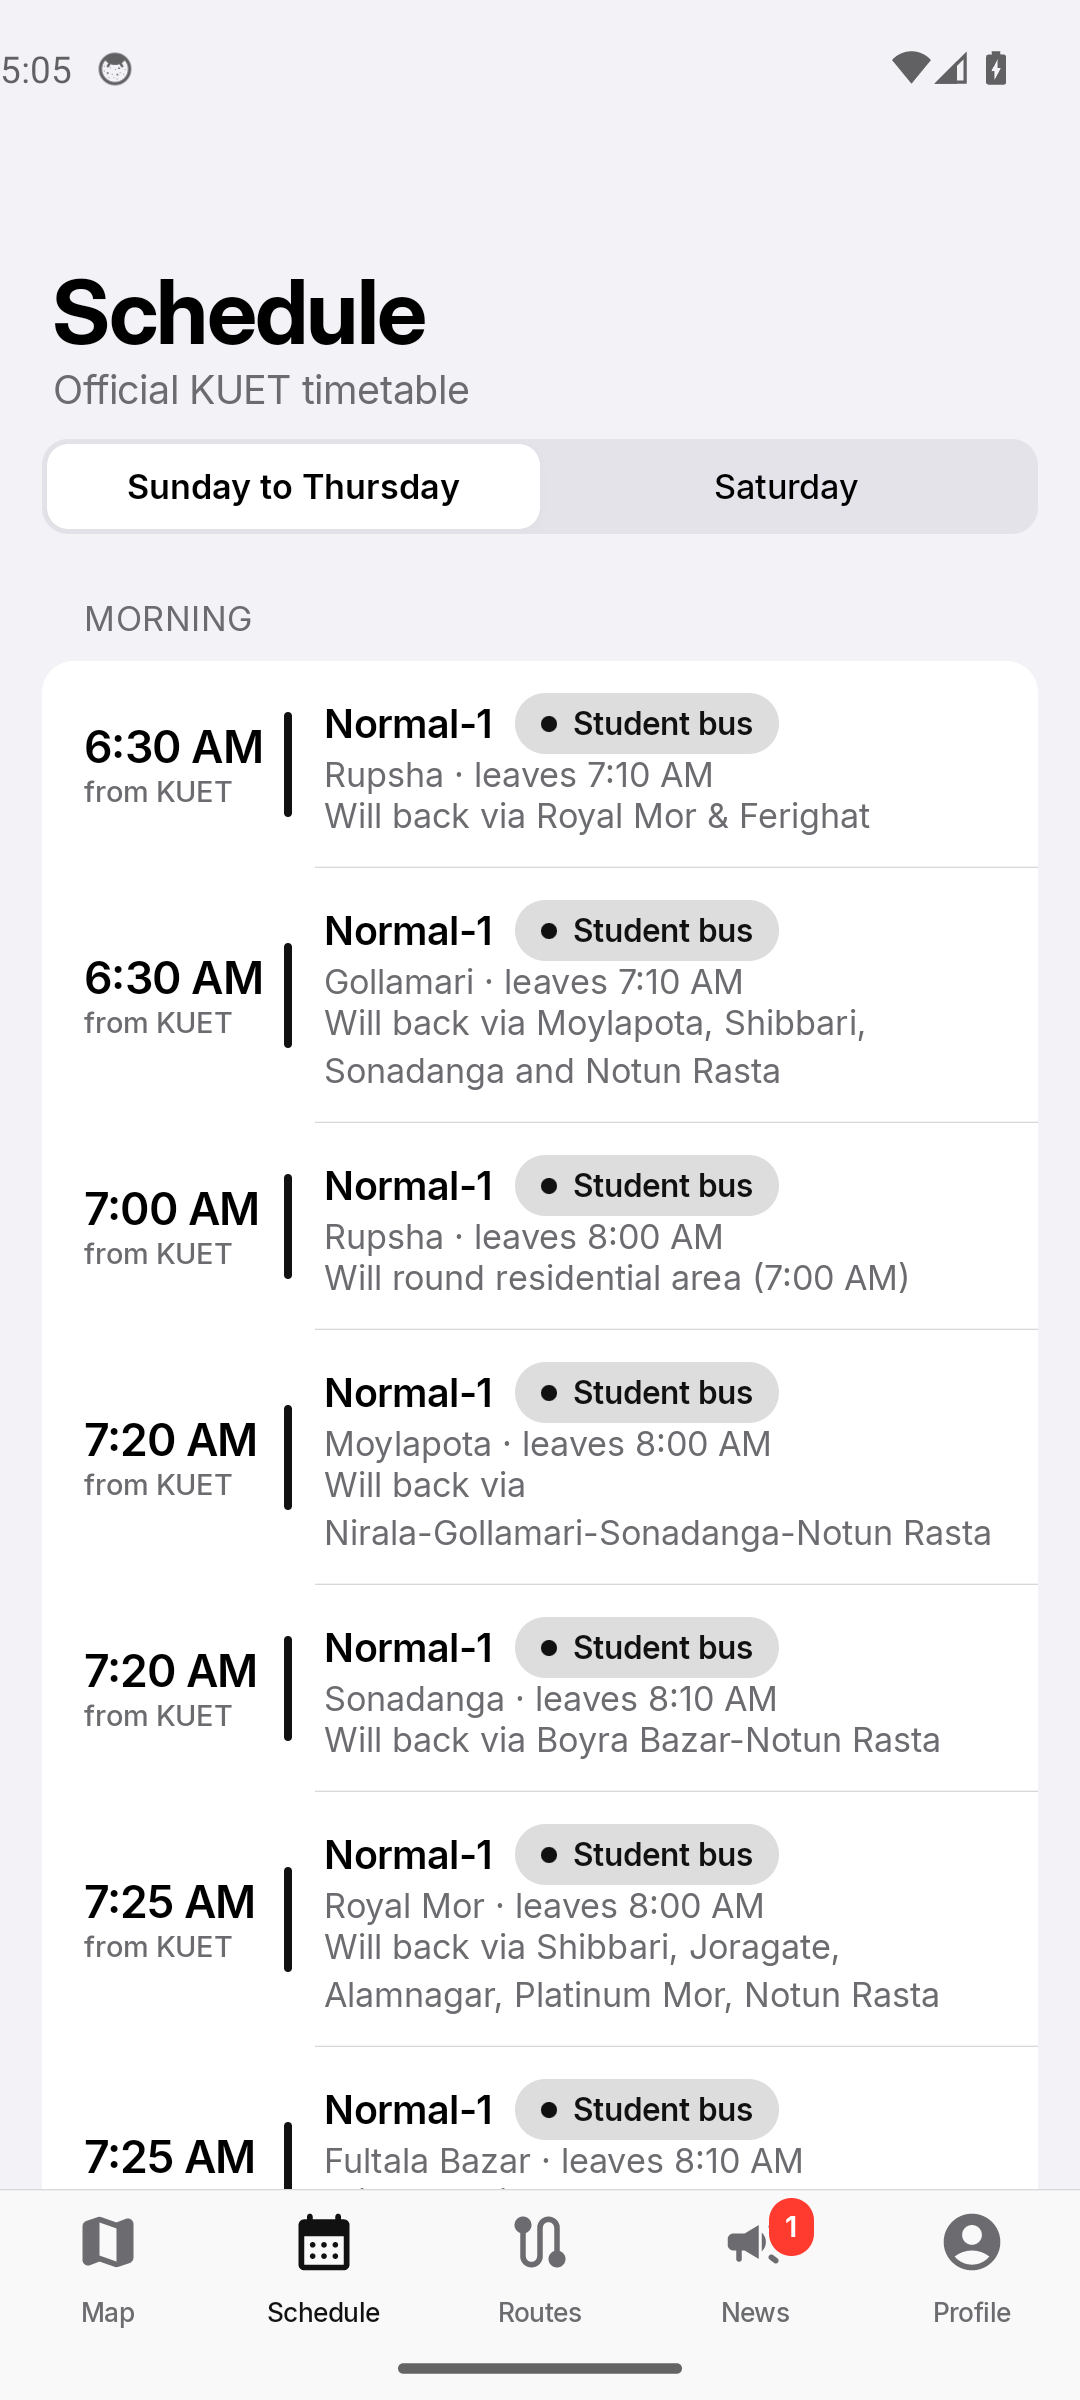 5:05
Schedule
Official KUET timetable
Sunday to Thursday
Saturday
MORNING
6:30 AM
from KUET
Normal-1
Student bus
Rupsha · leaves 7:10 AM
Will back via Royal Mor & Ferighat
6:30 AM
from KUET
Normal-1
Student bus
Gollamari · leaves 7:10 AM
Will back via Moylapota, Shibbari,
Sonadanga and Notun Rasta
7:00 AM
from KUET
Normal-1
Student bus
Rupsha · leaves 8:00 AM
Will round residential area (7:00 AM)
7:20 AM
from KUET
Normal-1
Student bus
Moylapota · leaves 8:00 AM
Will back via
Nirala-Gollamari-Sonadanga-Notun Rasta
7:20 AM
from KUET
Normal-1
Student bus
Sonadanga · leaves 8:10 AM
Will back via Boyra Bazar-Notun Rasta
7:25 AM
from KUET
Normal-1
Student bus
Royal Mor · leaves 8:00 AM
Will back via Shibbari, Joragate,
Alamnagar, Platinum Mor, Notun Rasta
7:25 AM
Normal-1
Student bus
Fultala Bazar · leaves 8:10 AM
1
Map
Schedule
Routes
News
Profile